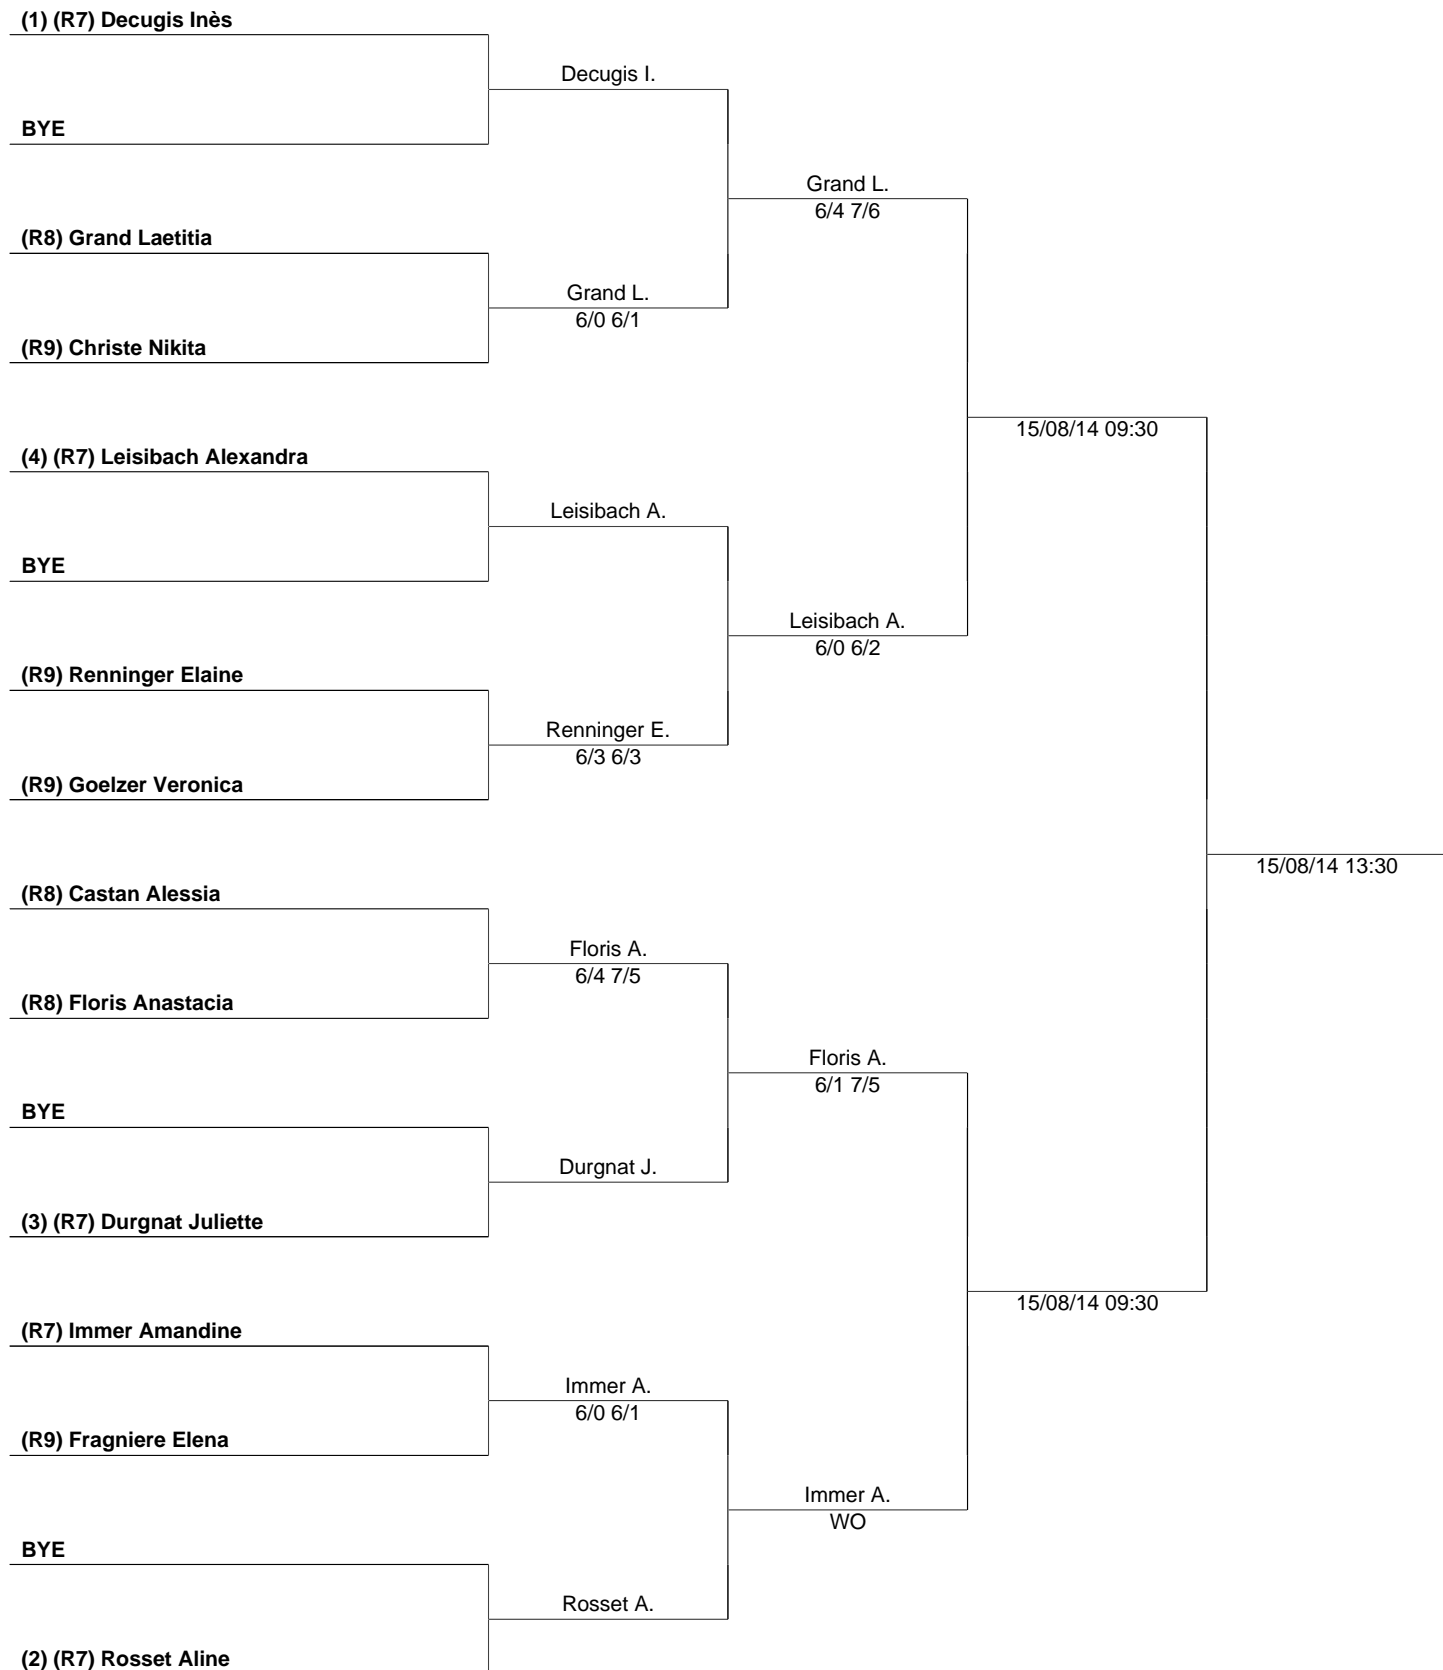 (1) (R7) Decugis Inès
Decugis I.
BYE
Grand L.
6/4 7/6
(R8) Grand Laetitia
Grand L.
6/0 6/1
(R9) Christe Nikita
15/08/14 09:30
(4) (R7) Leisibach Alexandra
Leisibach A.
BYE
Leisibach A.
6/0 6/2
(R9) Renninger Elaine
Renninger E.
6/3 6/3
(R9) Goelzer Veronica
15/08/14 13:30
(R8) Castan Alessia
Floris A.
6/4 7/5
(R8) Floris Anastacia
Floris A.
6/1 7/5
BYE
Durgnat J.
(3) (R7) Durgnat Juliette
15/08/14 09:30
(R7) Immer Amandine
Immer A.
6/0 6/1
(R9) Fragniere Elena
Immer A.
WO
BYE
Rosset A.
(2) (R7) Rosset Aline